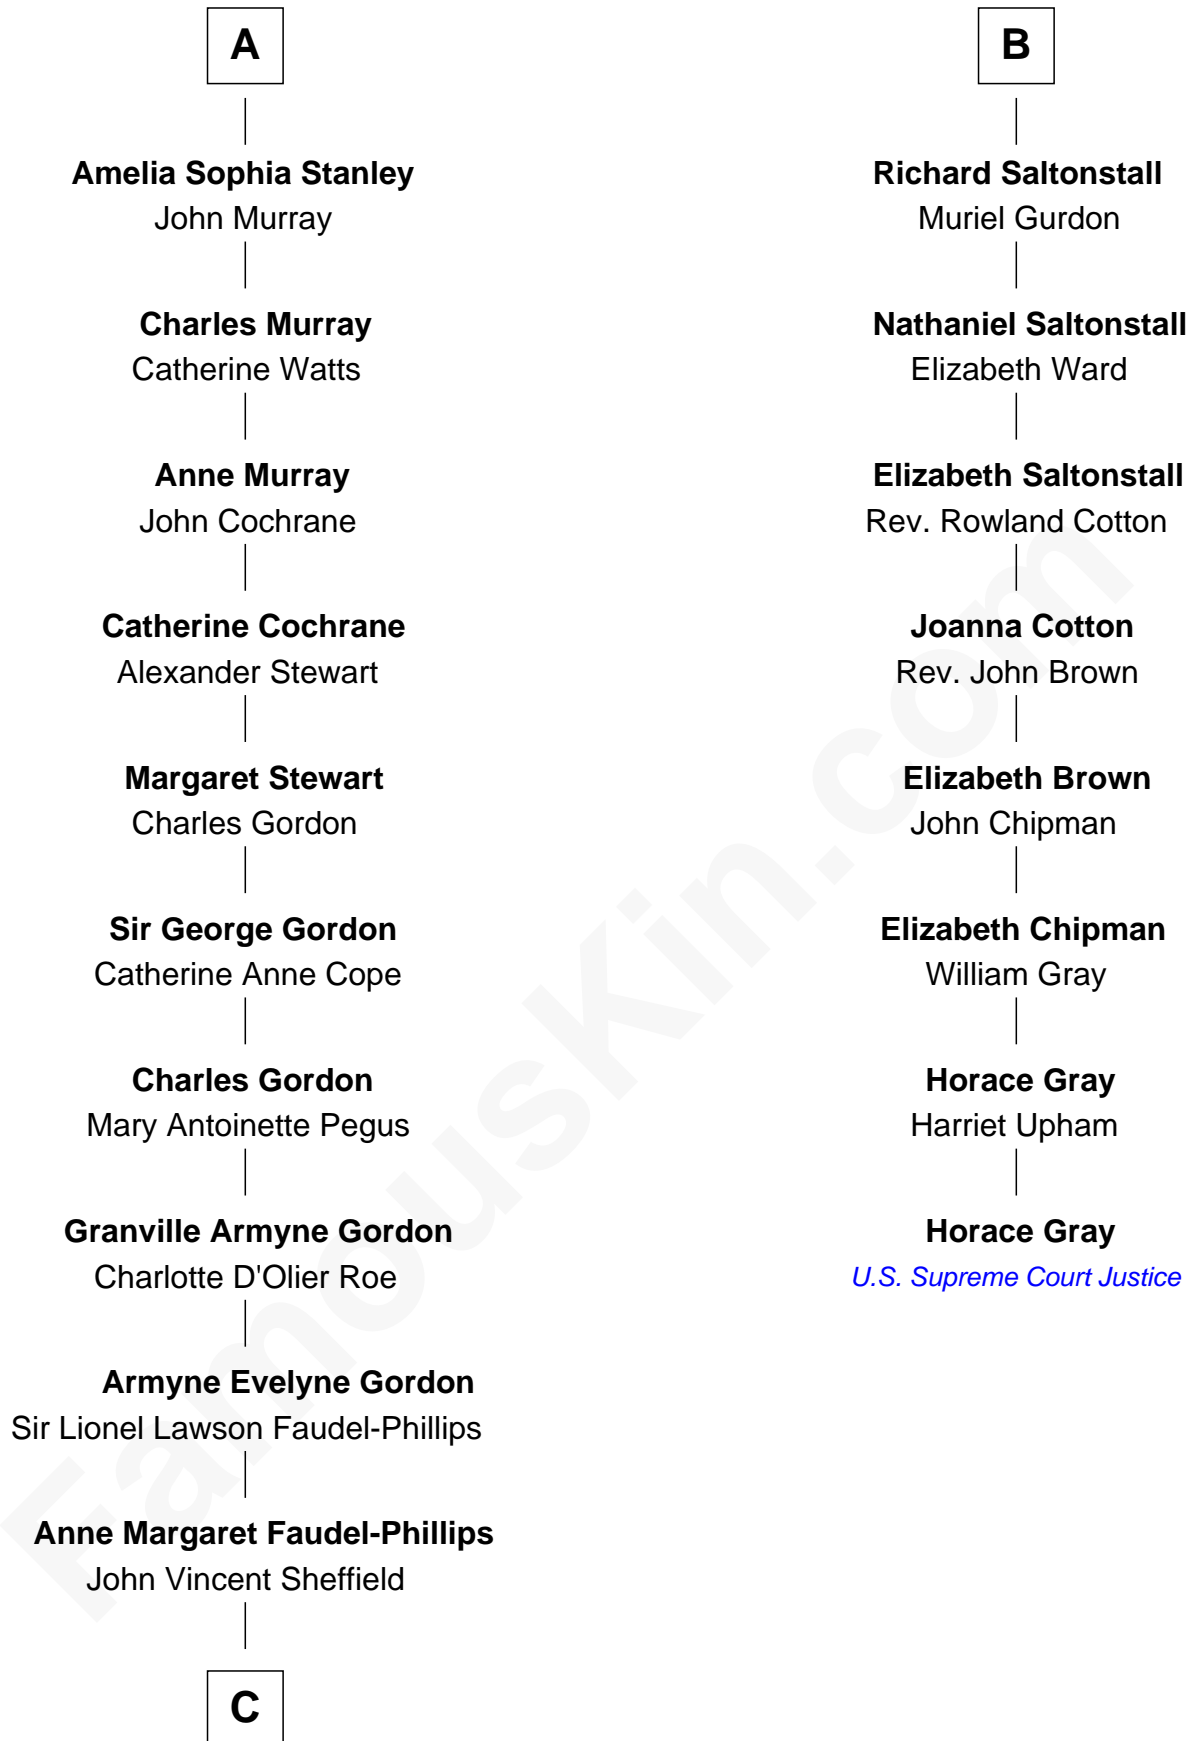 A
Amelia Sophia Stanley
John Murray
Charles Murray
Catherine Watts
Anne Murray
John Cochrane
Catherine Cochrane
Alexander Stewart
Margaret Stewart
Charles Gordon
Sir George Gordon
Catherine Anne Cope
Charles Gordon
Mary Antoinette Pegus
Granville Armyne Gordon
Charlotte D'Olier Roe
Armyne Evelyne Gordon
Sir Lionel Lawson Faudel-Phillips
Anne Margaret Faudel-Phillips
John Vincent Sheffield
C
B
Richard Saltonstall
Muriel Gurdon
Nathaniel Saltonstall
Elizabeth Ward
Elizabeth Saltonstall
Rev. Rowland Cotton
Joanna Cotton
Rev. John Brown
Elizabeth Brown
John Chipman
Elizabeth Chipman
William Gray
Horace Gray
Harriet Upham
Horace Gray
U.S. Supreme Court Justice
FamousKin.com